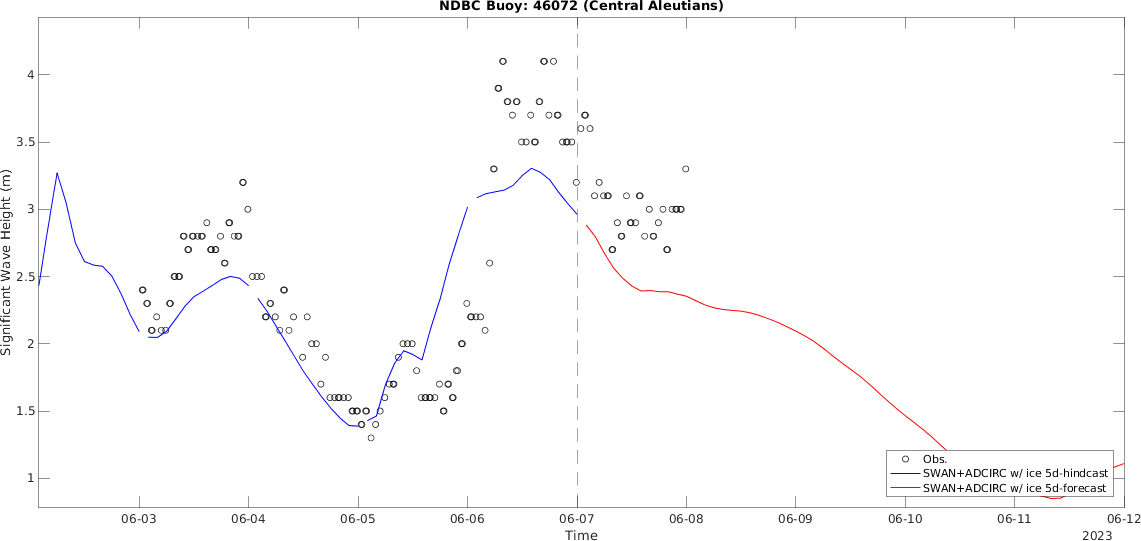 NDBC Buoy: 46072 (Central Aleutians)
Significant Wave Height (m)
4
3.5
3
2.5
2
1.5
1
Obs.
SWAN+ADCIRC w/ ice 5d-hindcast
SWAN+ADCIRC w/ ice 5d-forecast
06-03 06-04 06-05 06-06 06-07 06-08 06-09 06-10 06-11 06-12
Time
2023